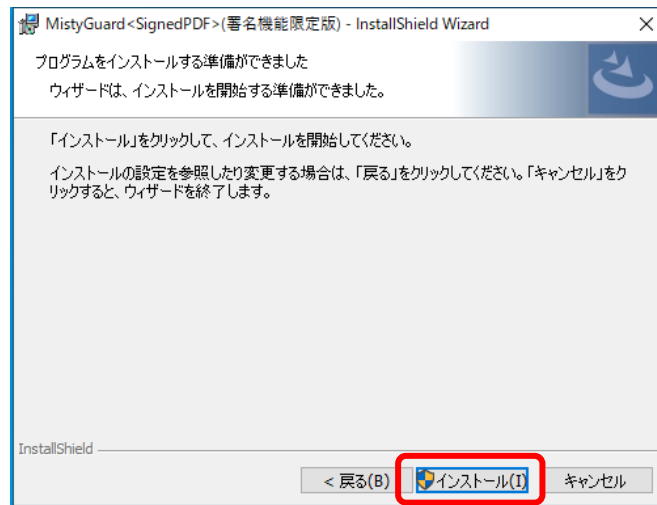 MistyGuard<SignedPDF>(署名機能限定版) - InstallShield Wizard
プログラムをインストールする準備ができました
ウィザードは、インストールを開始する準備ができました。
「インストール」をクリックして、インストールを開始してください。
インストールの設定を参照したり変更する場合は、「戻る」をクリックしてください。「キャンセル」をク
リックすると、ウィザードを終了します。
InstallShield
< 戻る(B)
インストール(I)
キャンセル